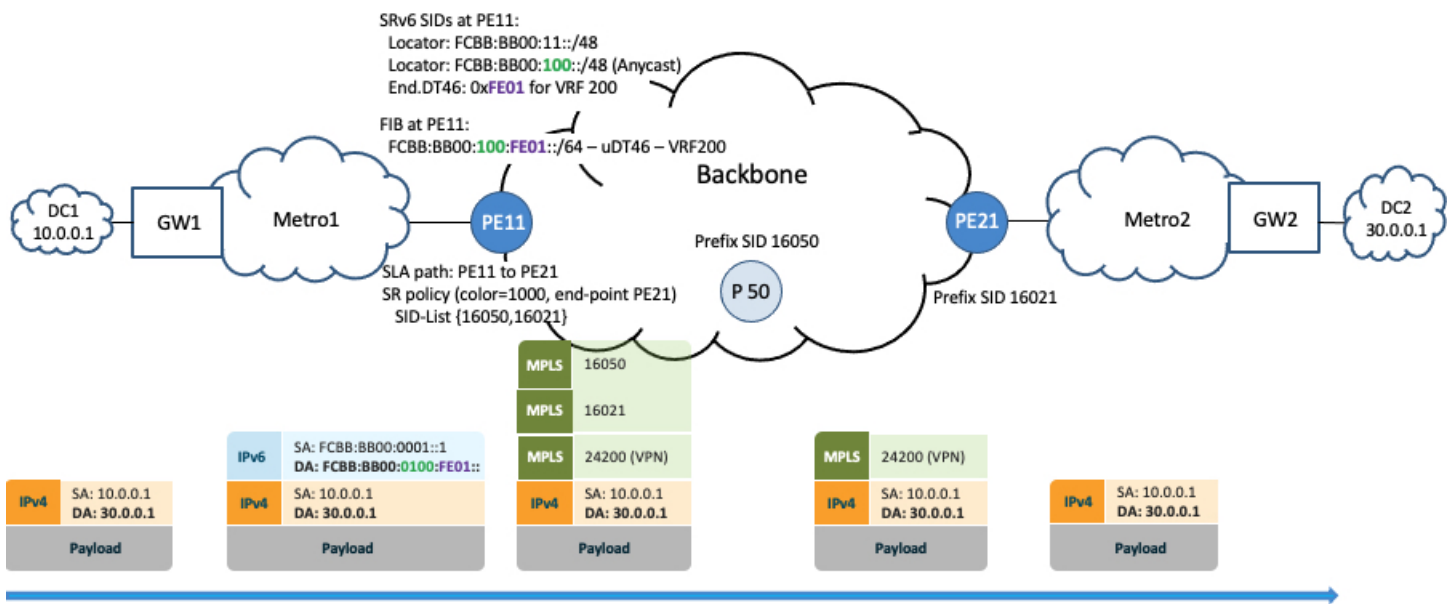 SRv6 SIDs at PE11:
Locator: FCBB:BB00:11::/48
Locator: FCBB:BB00:100::/48 (Anycast)
End.DT46: 0xFE01 for VRF 200
FIB at PE11:
FCBB:BB00:100:FE01::/64 – uDT46 – VRF200
Backbone
DC1
10.0.0.1
GW1
Metro1
PE11
Prefix SID 16050
P 50
PE21
Prefix SID 16021
Metro2
GW2
DC2
30.0.0.1
SLA path: PE11 to PE21
SR policy (color=1000, end-point PE21)
SID-List {16050,16021}
IPv4
SA: 10.0.0.1
DA: 30.0.0.1
Payload
IPv6
SA: FCBB:BB00:0001::1
DA: FCBB:BB00:0100:FE01::
IPv4
SA: 10.0.0.1
DA: 30.0.0.1
Payload
MPLS 16050
MPLS 16021
MPLS 24200 (VPN)
IPv4
SA: 10.0.0.1
DA: 30.0.0.1
Payload
MPLS 24200 (VPN)
IPv4
SA: 10.0.0.1
DA: 30.0.0.1
Payload
IPv4
SA: 10.0.0.1
DA: 30.0.0.1
Payload